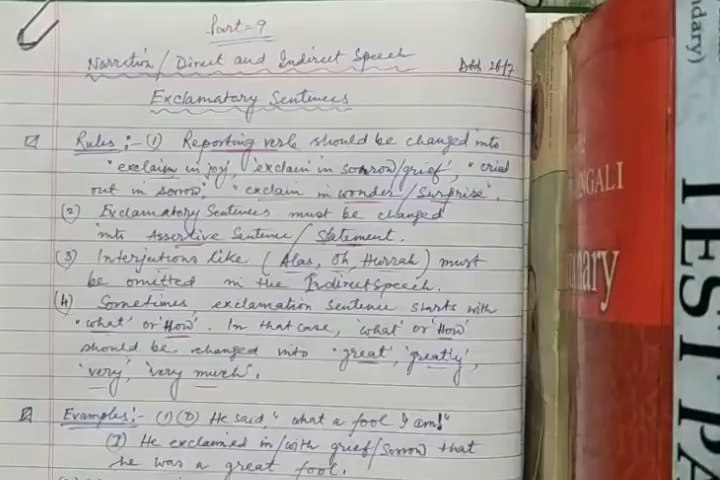 Part = 9
Narration / Direct and Indirect Speech
26/7
Exclamatory Sentences
Rules :- (1) Reporting verb should be changed into
"exclaim in joy, 'exclaim in sorrow/grief', "cried
out in sorrow", "exclaim in wonder / surprise".
(2) Exclamatory Sentences must be changed
into Assertive Sentence / Statement.
(3) Interjections like (Alas, Oh, Hurrah) must
be omitted in the Indirect Speech.
(4) Sometimes, exclamation sentence starts with
"what' or 'How'. In that case, 'what' or 'How'
should be changed into 'great', 'greatly',
'very', 'very much'.
Examples:- (1) (D) He said, "what a fool I am!"
(I) He exclaimed in/with grief/sorrow that
he was a great fool.
NGALI
nary
ndary)
TEST PA